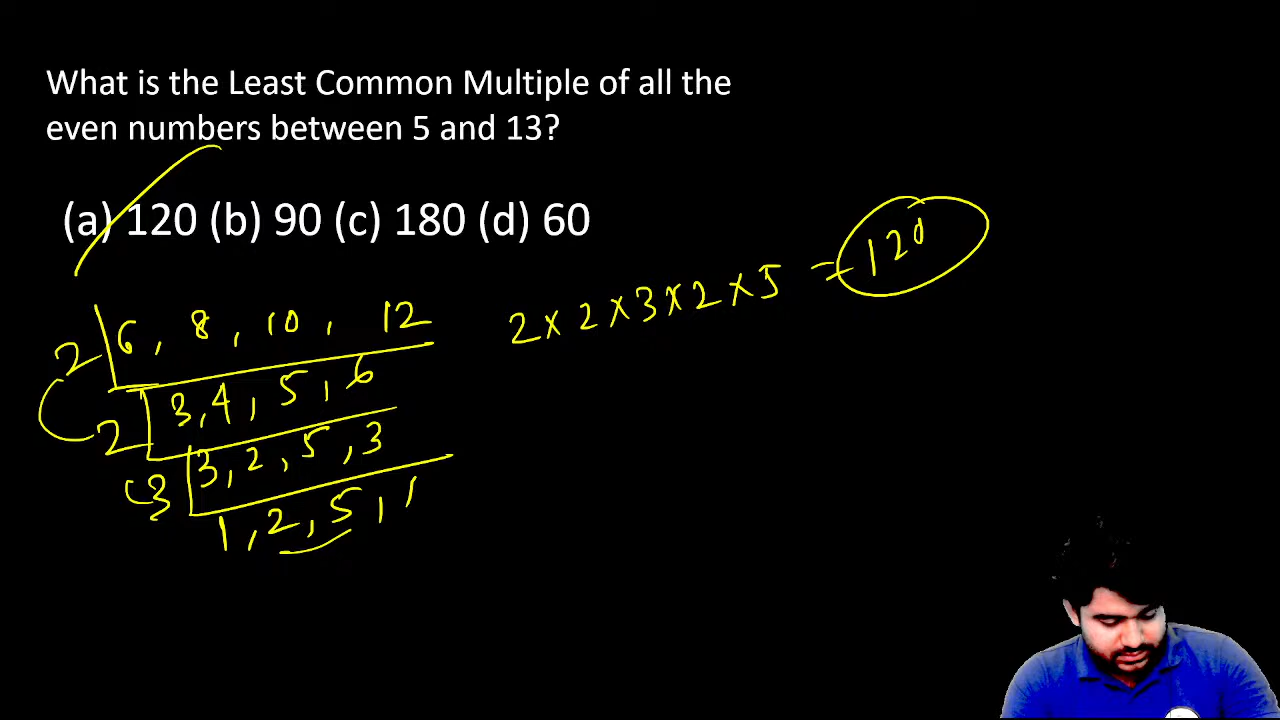 What is the Least Common Multiple of all the
even numbers between 5 and 13?
(a) 120 (b) 90 (c) 180 (d) 60
2 × 2 × 3 × 2 × 5 = 120
2 6, 8, 10, 12
2 3, 4, 5, 6
3 3, 2, 5, 3
1, 2, 5, 1